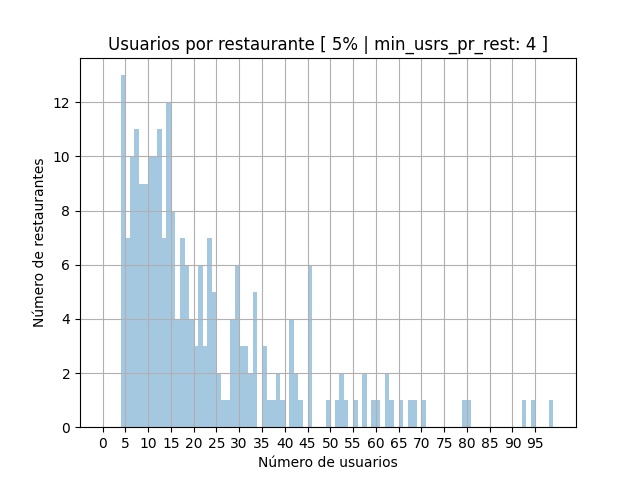 Usuarios por restaurante [ 5% | min_usrs_pr_rest: 4 ]
12
10
8
6
4
2
0
Número de restaurantes
0 5 10 15 20 25 30 35 40 45 50 55 60 65 70 75 80 85 90 95
Número de usuarios